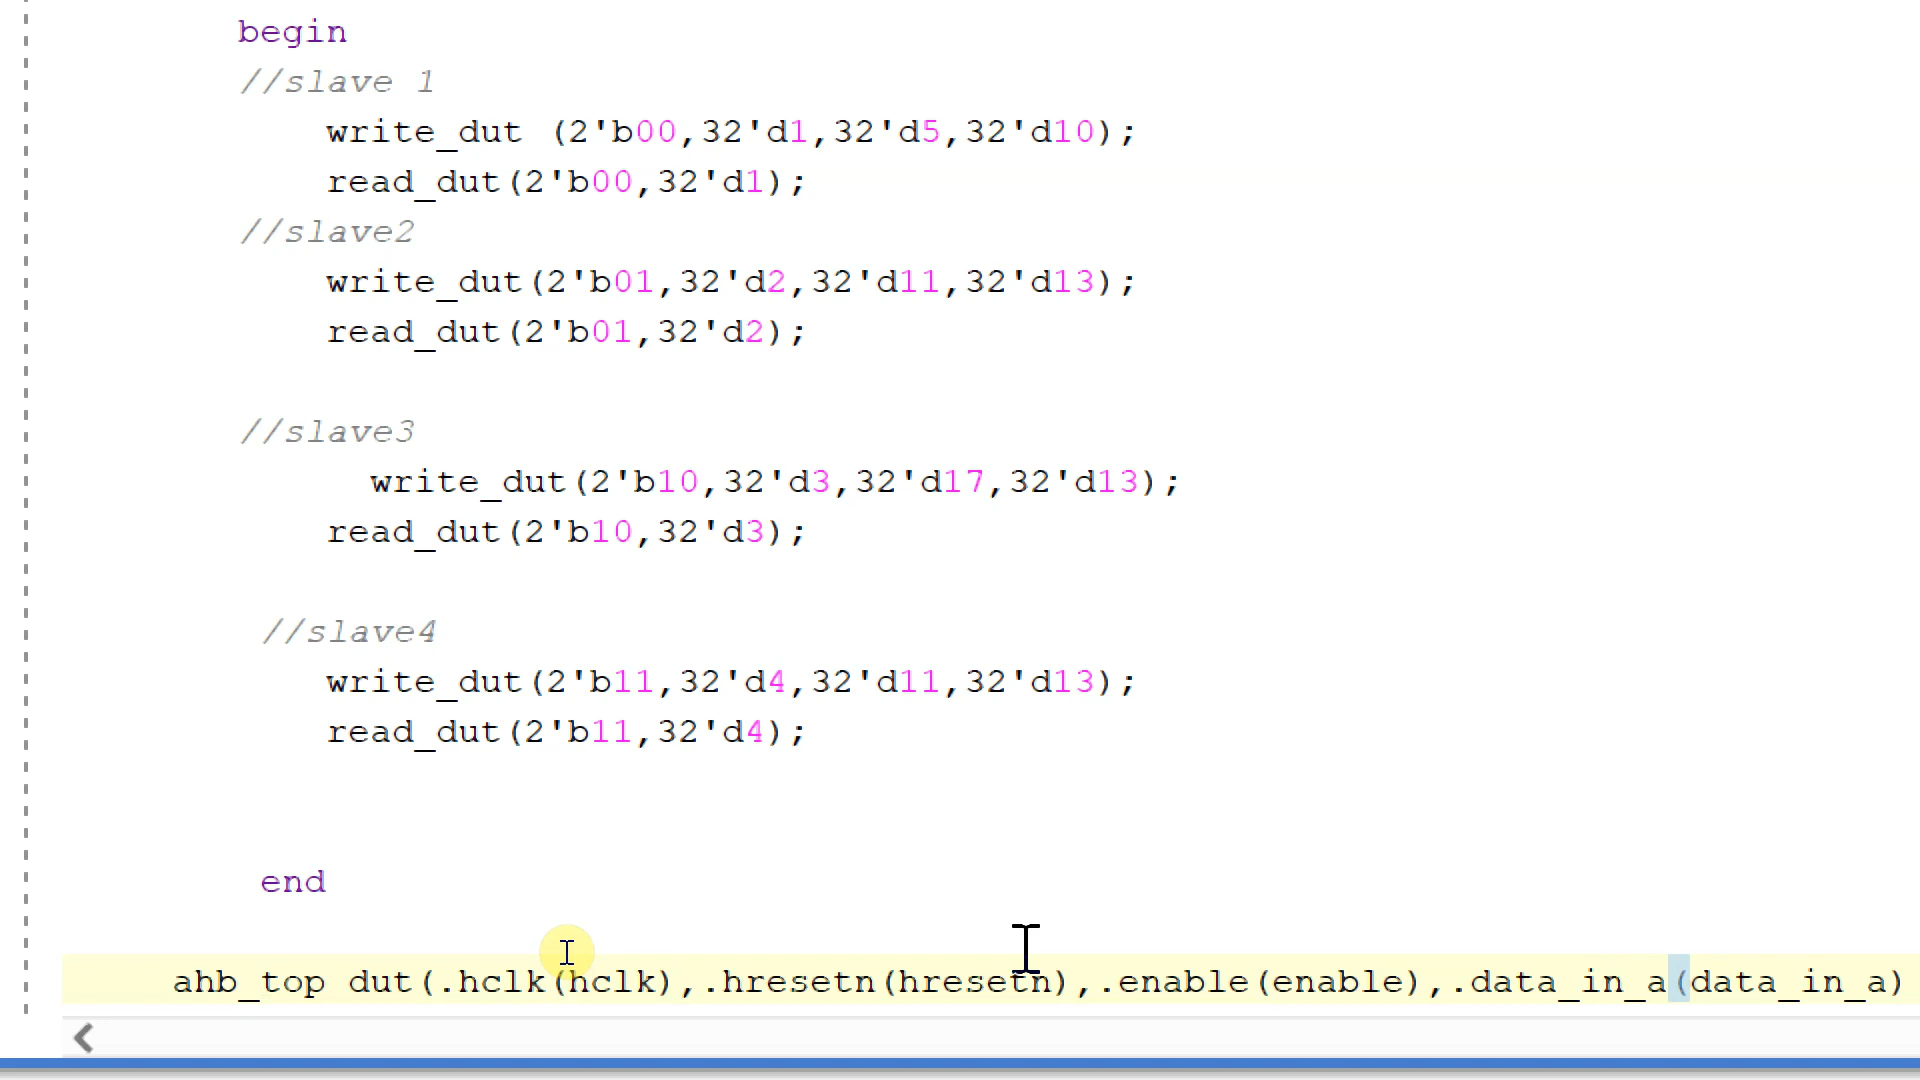 begin
//slave 1
write_dut (2'b00,32'd1,32'd5,32'd10);
read_dut(2'b00,32'd1);
//slave2
write_dut(2'b01,32'd2,32'd11,32'd13);
read_dut(2'b01,32'd2);
//slave3
write_dut(2'b10,32'd3,32'd17,32'd13);
read_dut(2'b10,32'd3);
//slave4
write_dut(2'b11,32'd4,32'd11,32'd13);
read_dut(2'b11,32'd4);
end
ahb_top dut(.hclk(hclk),.hresetn(hresetn),.enable(enable),.data_in_a(data_in_a)